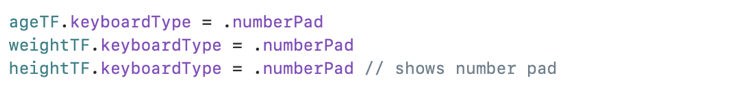 ageTF.keyboardType = .numberPad
weightTF.keyboardType = .numberPad
heightTF.keyboardType = .numberPad // shows number pad